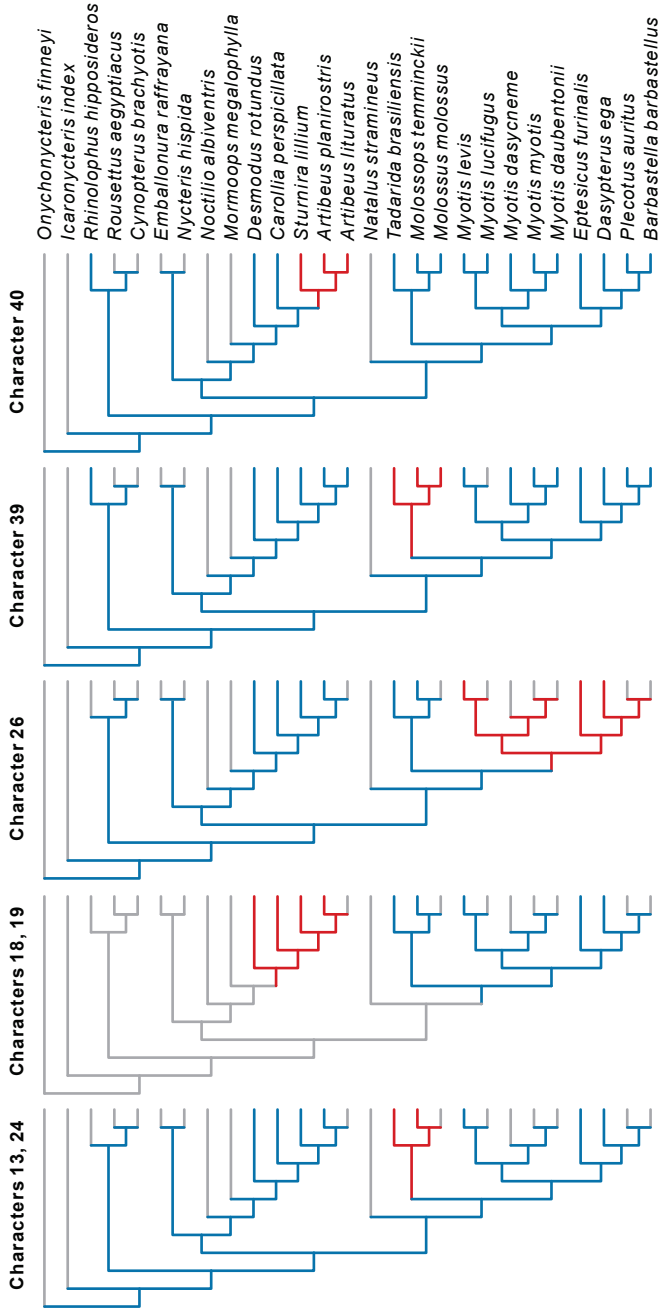 Onychonycteris finneyi
Icaronycteris index
Rhinolophus hipposideros
Rousettus aegyptiacus
Cynopterus brachyotis
Emballonura raffrayana
Nycteris hispida
Noctilio albiventris
Mormoops megalophylla
Desmodus rotundus
Carollia perspicillata
Sturnira lillium
Artibeus planirostris
Artibeus lituratus
Natalus stramineus
Tadarida brasiliensis
Molossops temminckii
Molossus molossus
Myotis levis
Myotis lucifugus
Myotis dasycneme
Myotis myotis
Myotis daubentonii
Eptesicus furinalis
Dasypterus ega
Plecotus auritus
Barbastella barbastellus
Character 40
Character 39
Character 26
Characters 18, 19
Characters 13, 24